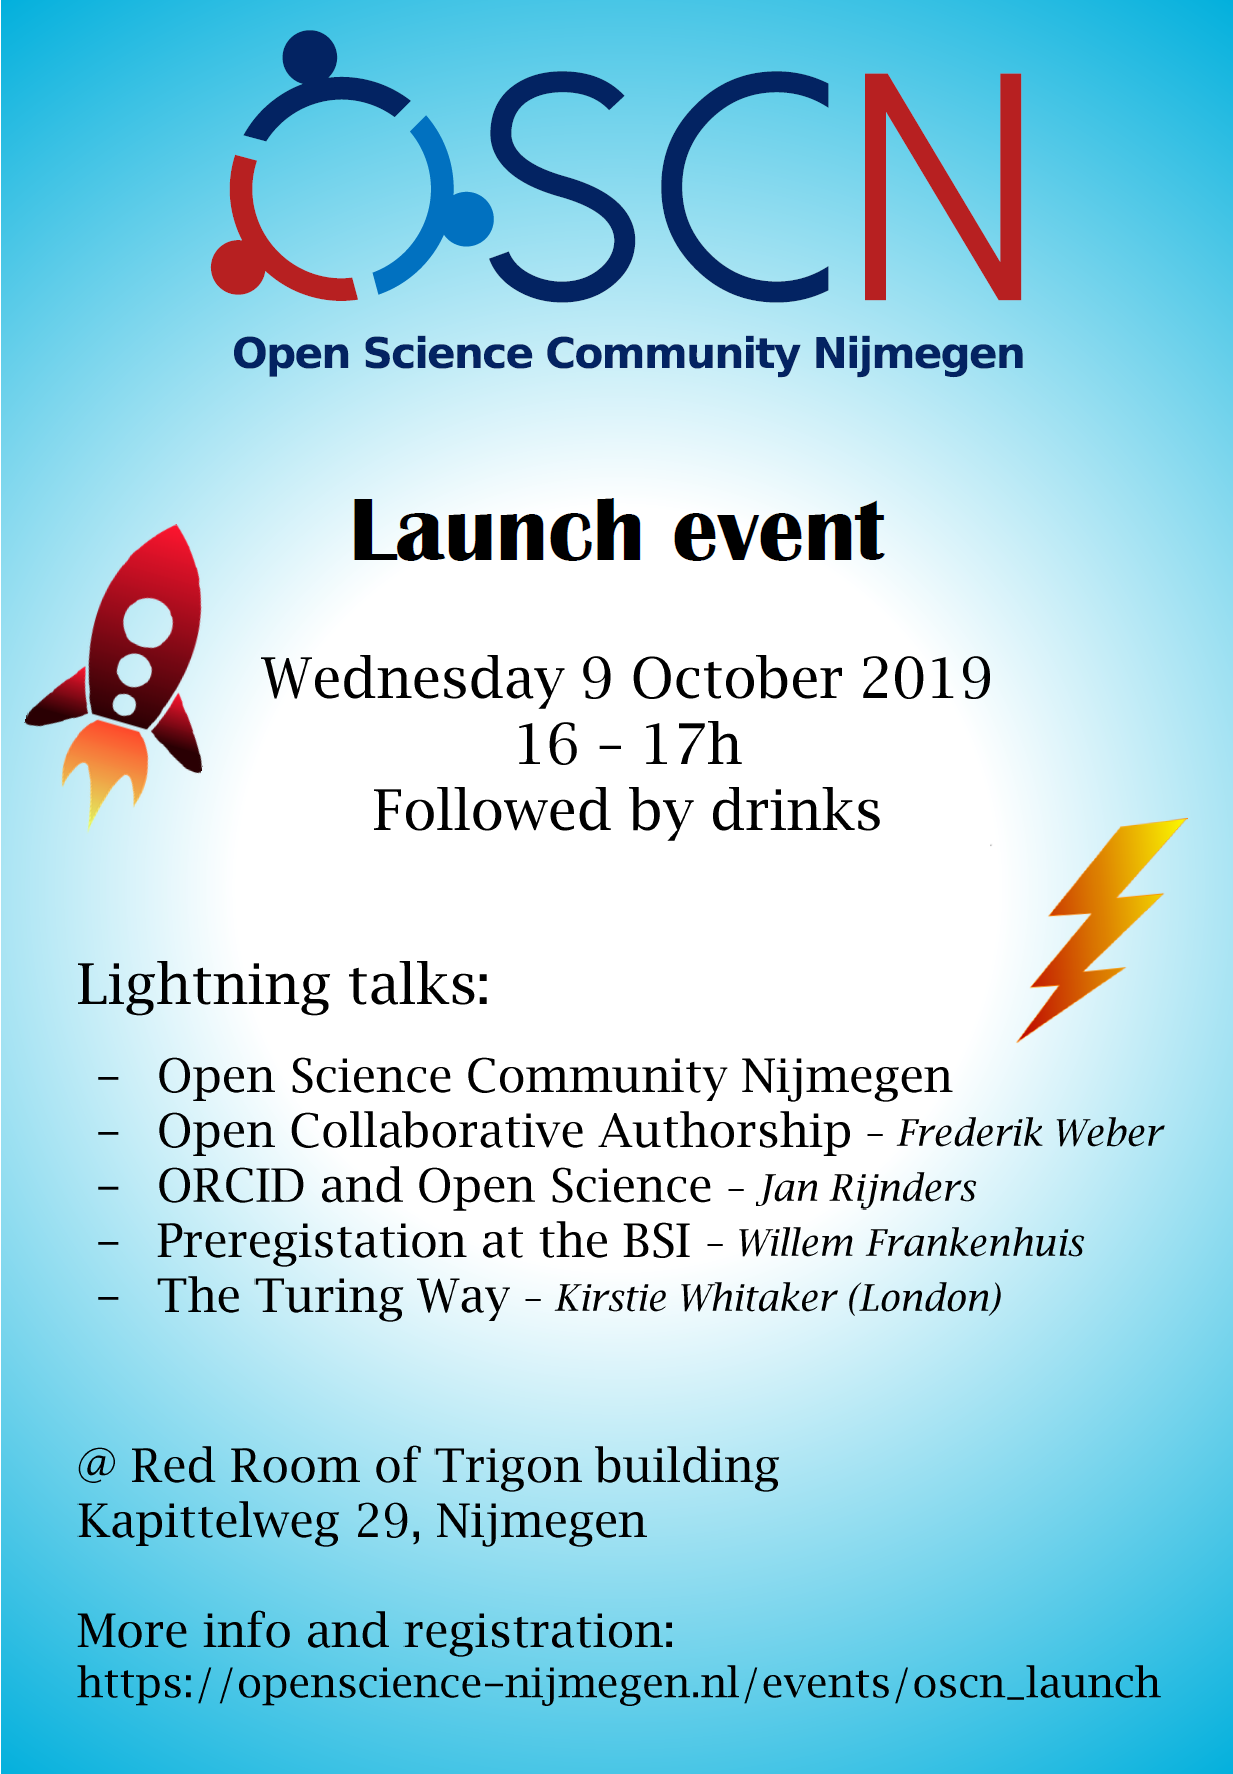 OSCN
Open Science Community Nijmegen
Launch event
Wednesday 9 October 2019
16 – 17h
Followed by drinks
Lightning talks:
– Open Science Community Nijmegen
– Open Collaborative Authorship – Frederik Weber
– ORCID and Open Science – Jan Rijnders
– Preregistation at the BSI – Willem Frankenhuis
– The Turing Way – Kirstie Whitaker (London)
@ Red Room of Trigon building
Kapittelweg 29, Nijmegen
More info and registration:
https://openscience-nijmegen.nl/events/oscn_launch